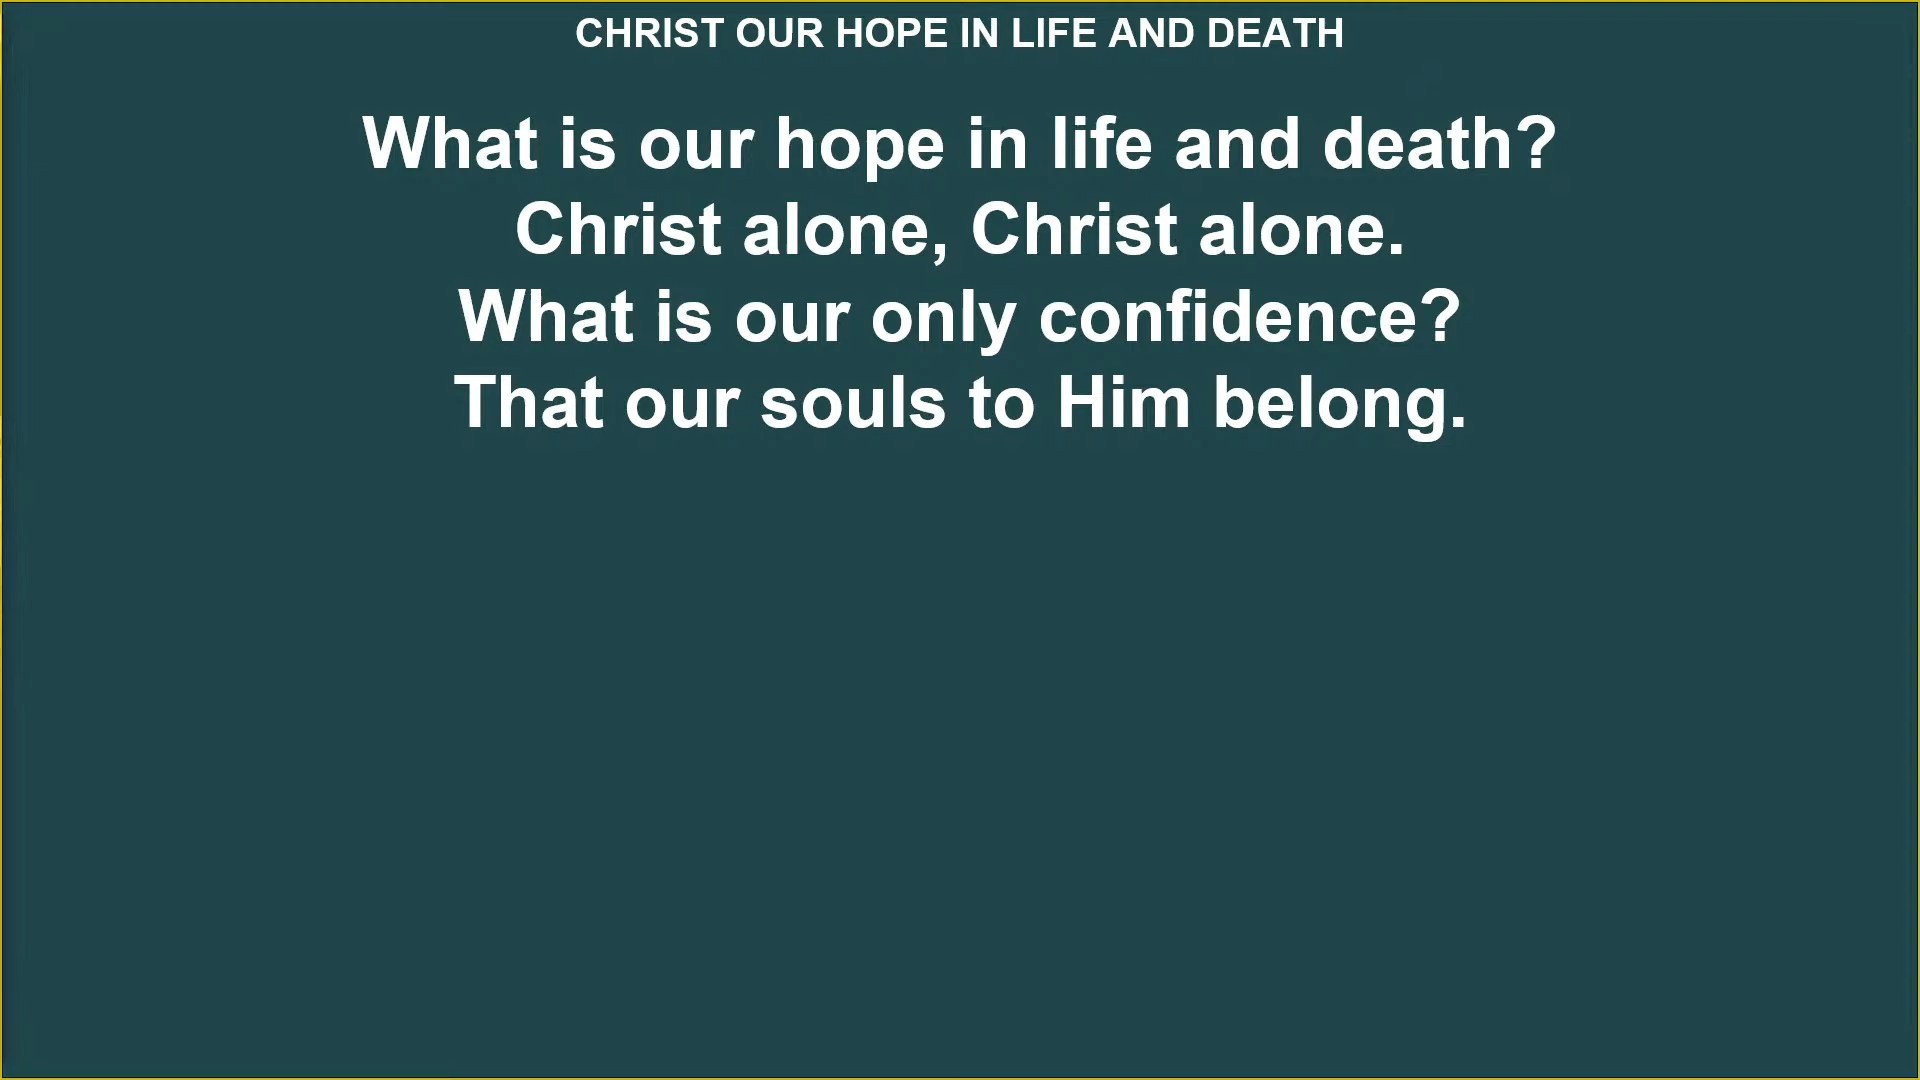 CHRIST OUR HOPE IN LIFE AND DEATH
What is our hope in life and death?
Christ alone, Christ alone.
What is our only confidence?
That our souls to Him belong.